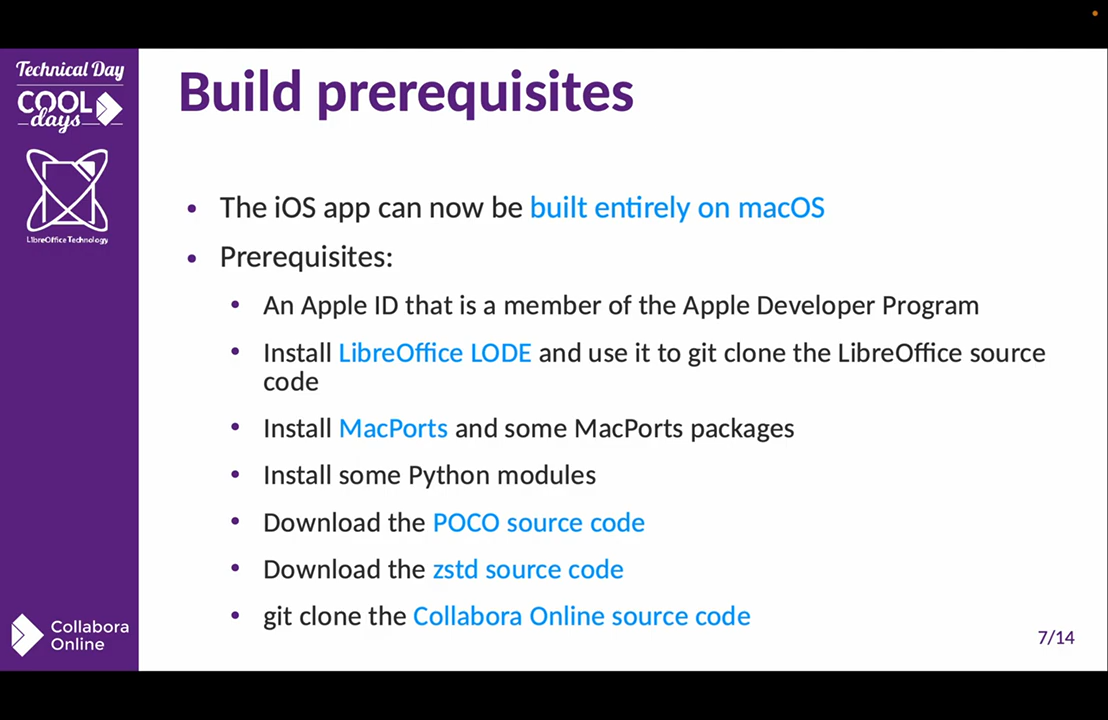 Technical Day
COOL
days
LibreOffice Technology
Build prerequisites
The iOS app can now be built entirely on macOS
Prerequisites:
An Apple ID that is a member of the Apple Developer Program
Install LibreOffice LODE and use it to git clone the LibreOffice source
code
Install MacPorts and some MacPorts packages
Install some Python modules
Download the POCO source code
Download the zstd source code
git clone the Collabora Online source code
Collabora
Online
7/14